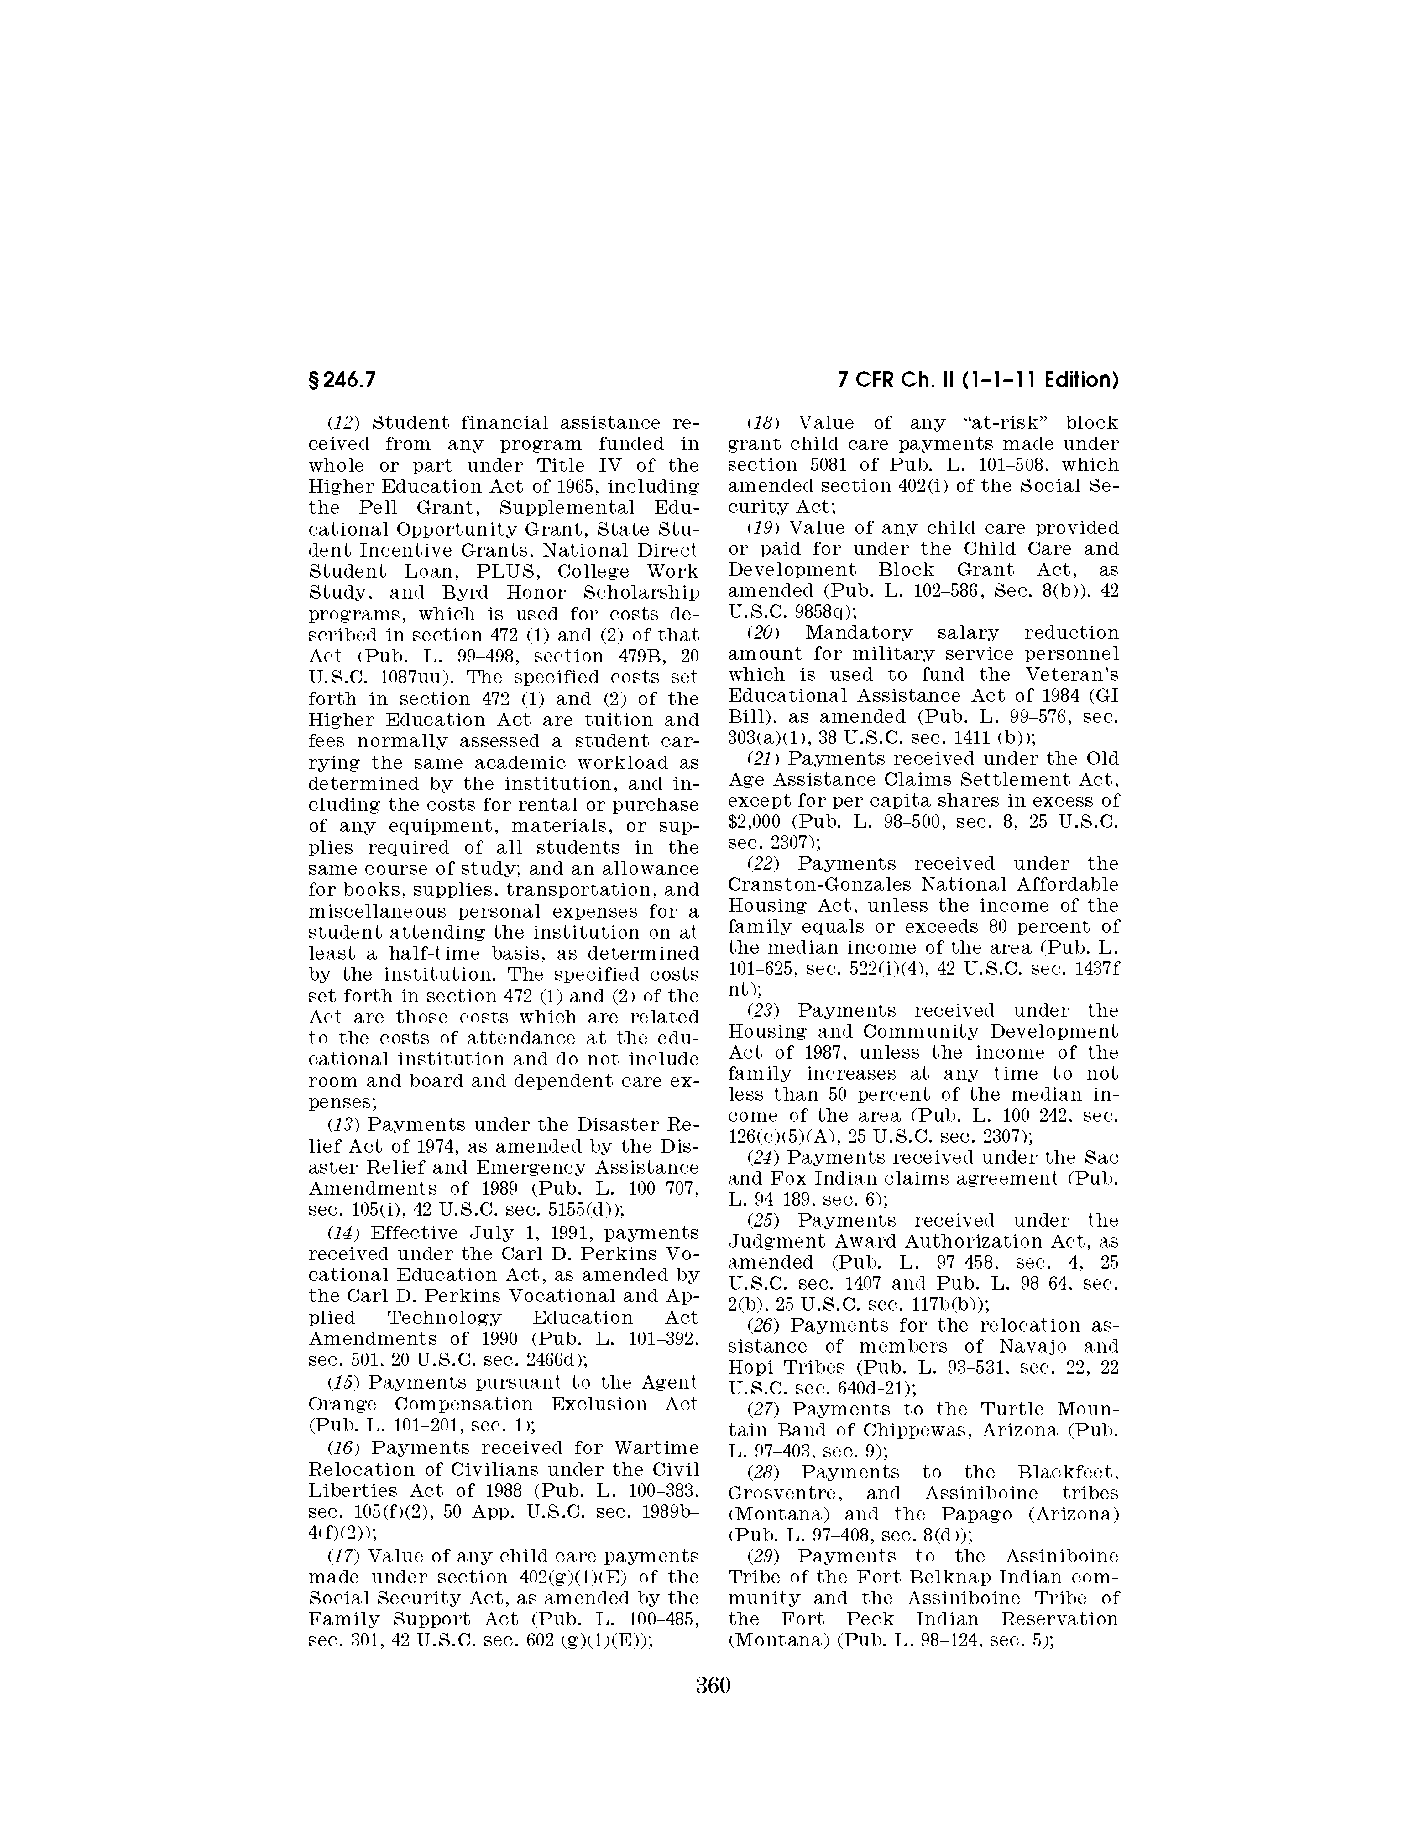 § 246.7
7 CFR Ch. II (1–1–11 Edition)
(12) Student financial assistance re-
ceived from any program funded in
whole or part under Title IV of the
Higher Education Act of 1965, including
the Pell Grant, Supplemental Edu-
cational Opportunity Grant, State Stu-
dent Incentive Grants, National Direct
Student Loan, PLUS, College Work
Study, and Byrd Honor Scholarship
programs, which is used for costs de-
scribed in section 472 (1) and (2) of that
Act (Pub. L. 99–498, section 479B, 20
U.S.C. 1087uu). The specified costs set
forth in section 472 (1) and (2) of the
Higher Education Act are tuition and
fees normally assessed a student car-
rying the same academic workload as
determined by the institution, and in-
cluding the costs for rental or purchase
of any equipment, materials, or sup-
plies required of all students in the
same course of study; and an allowance
for books, supplies, transportation, and
miscellaneous personal expenses for a
student attending the institution on at
least a half-time basis, as determined
by the institution. The specified costs
set forth in section 472 (1) and (2) of the
Act are those costs which are related
to the costs of attendance at the edu-
cational institution and do not include
room and board and dependent care ex-
penses;
(13) Payments under the Disaster Re-
lief Act of 1974, as amended by the Dis-
aster Relief and Emergency Assistance
Amendments of 1989 (Pub. L. 100 707,
sec. 105(i), 42 U.S.C. sec. 5155(d));
(14) Effective July 1, 1991, payments
received under the Carl D. Perkins Vo-
cational Education Act, as amended by
the Carl D. Perkins Vocational and Ap-
plied Technology Education Act
Amendments of 1990 (Pub. L. 101–392,
sec. 501, 20 U.S.C. sec. 2466d);
(15) Payments pursuant to the Agent
Orange Compensation Exclusion Act
(Pub. L. 101–201, sec. 1);
(16) Payments received for Wartime
Relocation of Civilians under the Civil
Liberties Act of 1988 (Pub. L. 100–383,
sec. 105(f)(2), 50 App. U.S.C. sec. 1989b–
4(f)(2));
(17) Value of any child care payments
made under section 402(g)(1)(E) of the
Social Security Act, as amended by the
Family Support Act (Pub. L. 100–485,
sec. 301, 42 U.S.C. sec. 602 (g)(1)(E));
(18) Value of any “at-risk” block
grant child care payments made under
section 5081 of Pub. L. 101–508, which
amended section 402(i) of the Social Se-
curity Act;
(19) Value of any child care provided
or paid for under the Child Care and
Development Block Grant Act, as
amended (Pub. L. 102–586, Sec. 8(b)), 42
U.S.C. 9858q);
(20) Mandatory salary reduction
amount for military service personnel
which is used to fund the Veteran's
Educational Assistance Act of 1984 (GI
Bill), as amended (Pub. L. 99–576, sec.
303(a)(1), 38 U.S.C. sec. 1411 (b));
(21) Payments received under the Old
Age Assistance Claims Settlement Act,
except for per capita shares in excess of
$2,000 (Pub. L. 98–500, sec. 8, 25 U.S.C.
sec. 2307);
(22) Payments received under the
Cranston-Gonzales National Affordable
Housing Act, unless the income of the
family equals or exceeds 80 percent of
the median income of the area (Pub. L.
101–625, sec. 522(i)(4), 42 U.S.C. sec. 1437f
nt);
(23) Payments received under the
Housing and Community Development
Act of 1987, unless the income of the
family increases at any time to not
less than 50 percent of the median in-
come of the area (Pub. L. 100 242, sec.
126(c)(5)(A), 25 U.S.C. sec. 2307);
(24) Payments received under the Sac
and Fox Indian claims agreement (Pub.
L. 94 189, sec. 6);
(25) Payments received under the
Judgment Award Authorization Act, as
amended (Pub. L. 97 458, sec. 4, 25
U.S.C. sec. 1407 and Pub. L. 98 64, sec.
2(b), 25 U.S.C. sec. 117b(b));
(26) Payments for the relocation as-
sistance of members of Navajo and
Hopi Tribes (Pub. L. 93–531, sec. 22, 22
U.S.C. sec. 640d-21);
(27) Payments to the Turtle Moun-
tain Band of Chippewas, Arizona (Pub.
L. 97–403, sec. 9);
(28) Payments to the Blackfeet,
Grosventre, and Assiniboine tribes
(Montana) and the Papago (Arizona)
(Pub. L. 97–408, sec. 8(d));
(29) Payments to the Assiniboine
Tribe of the Fort Belknap Indian com-
munity and the Assiniboine Tribe of
the Fort Peck Indian Reservation
(Montana) (Pub. L. 98–124, sec. 5);
360